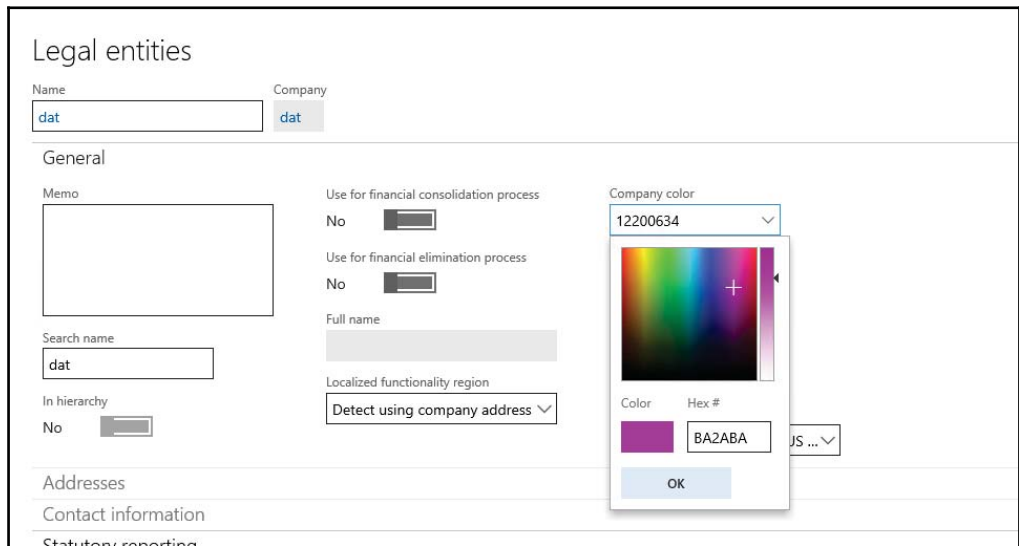 Legal entities
Name
Company
dat
dat
General
Memo
Use for financial consolidation process
Company color
No
12200634
Use for financial elimination process
No
Full name
Search name
dat
Localized functionality region
In hierarchy
Detect using company address
Color
Hex #
No
BA2ABA
US ...
OK
Addresses
Contact information
Statutory reporting